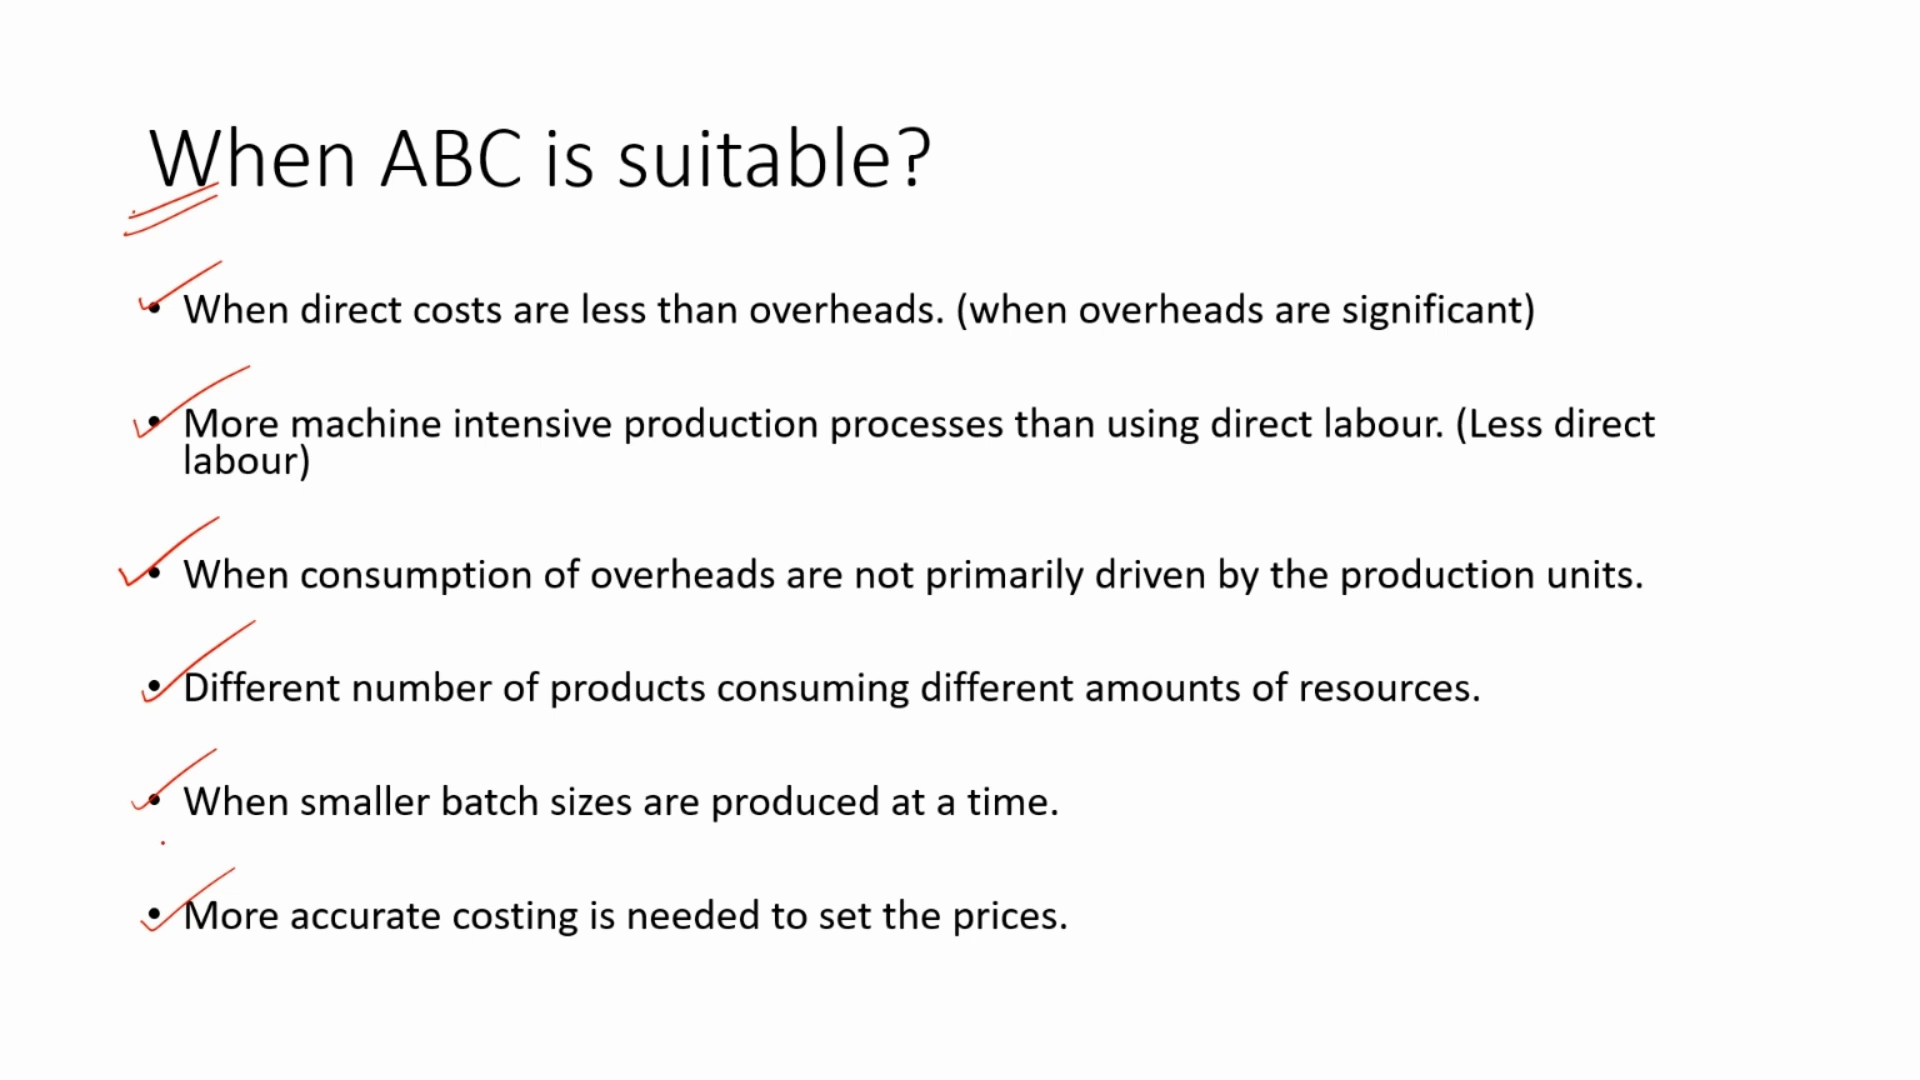 When ABC is suitable?
• When direct costs are less than overheads. (when overheads are significant)
• More machine intensive production processes than using direct labour. (Less direct
labour)
• When consumption of overheads are not primarily driven by the production units.
• Different number of products consuming different amounts of resources.
• When smaller batch sizes are produced at a time.
• More accurate costing is needed to set the prices.